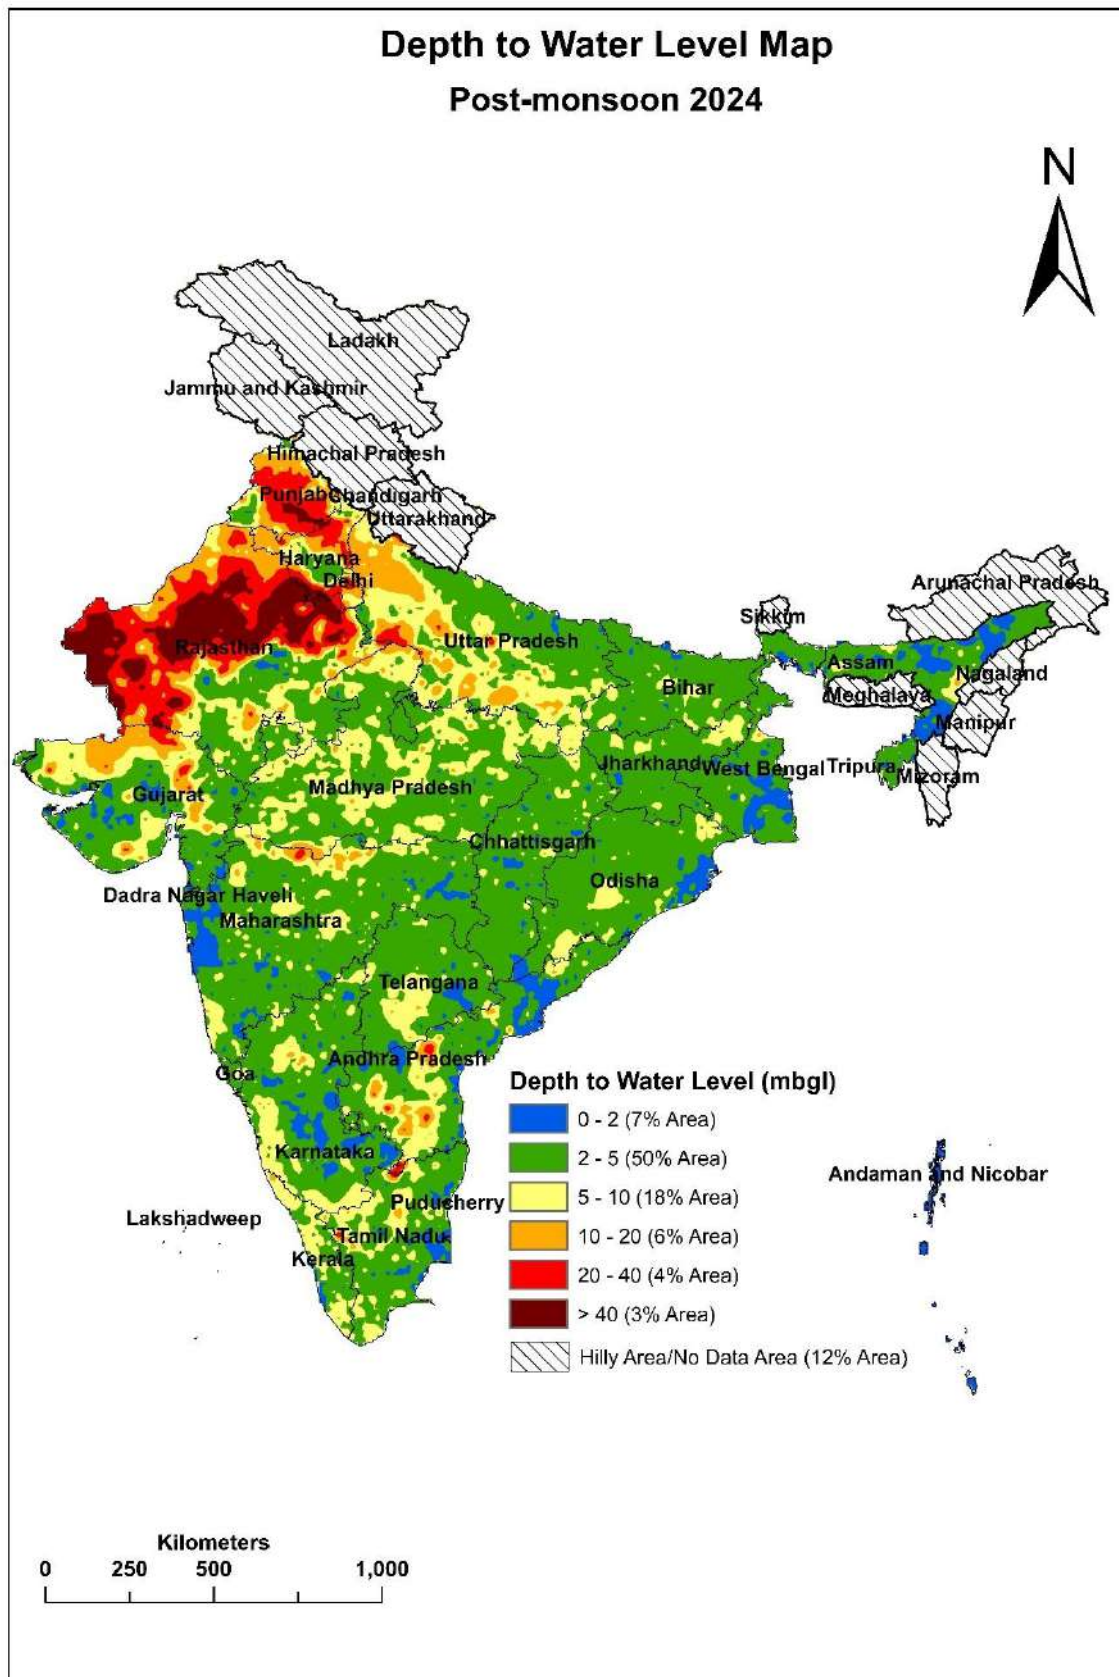 Depth to Water Level Map
Post-monsoon 2024
N
Ladakh
Jammu and Kashmir
Himachal Pradesh
Punjab
Chandigarh
Uttarakhand
Haryana
Delhi
Arunachal Pradesh
Sikkim
Rajasthan
Uttar Pradesh
Assam
Nagaland
Bihar
Meghalaya
Manipur
Jharkhand
West Bengal
Tripura
Mizoram
Gujarat
Madhya Pradesh
Chhattisgarh
Odisha
Dadra Nagar Haveli
Maharashtra
Telangana
Andhra Pradesh
Goa
Karnataka
Puducherry
Lakshadweep
Tamil Nadu
Kerala
Andaman and Nicobar
Depth to Water Level (mbgl)
0 - 2 (7% Area)
2 - 5 (50% Area)
5 - 10 (18% Area)
10 - 20 (6% Area)
20 - 40 (4% Area)
> 40 (3% Area)
Hilly Area/No Data Area (12% Area)
Kilometers
0 250 500 1,000